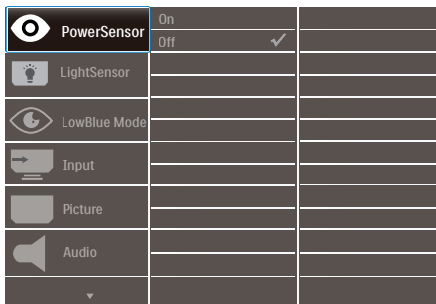 PowerSensor
On
Off
LightSensor
LowBlue Mode
Input
Picture
Audio